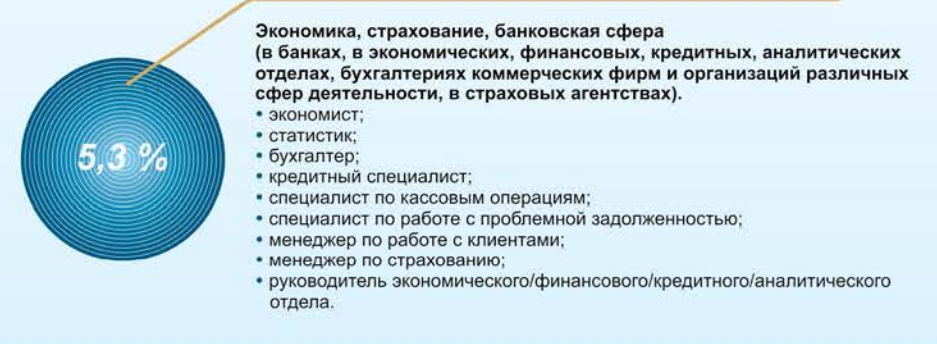 Экономика, страхование, банковская сфера
(в банках, в экономических, финансовых, кредитных, аналитических
отделах, бухгалтериях коммерческих фирм и организаций различных
сфер деятельности, в страховых агентствах).
• экономист;
• статистик;
• бухгалтер;
• кредитный специалист;
• специалист по кассовым операциям;
• специалист по работе с проблемной задолженностью;
• менеджер по работе с клиентами;
• менеджер по страхованию;
• руководитель экономического/финансового/кредитного/аналитического
отдела.
5,3 %